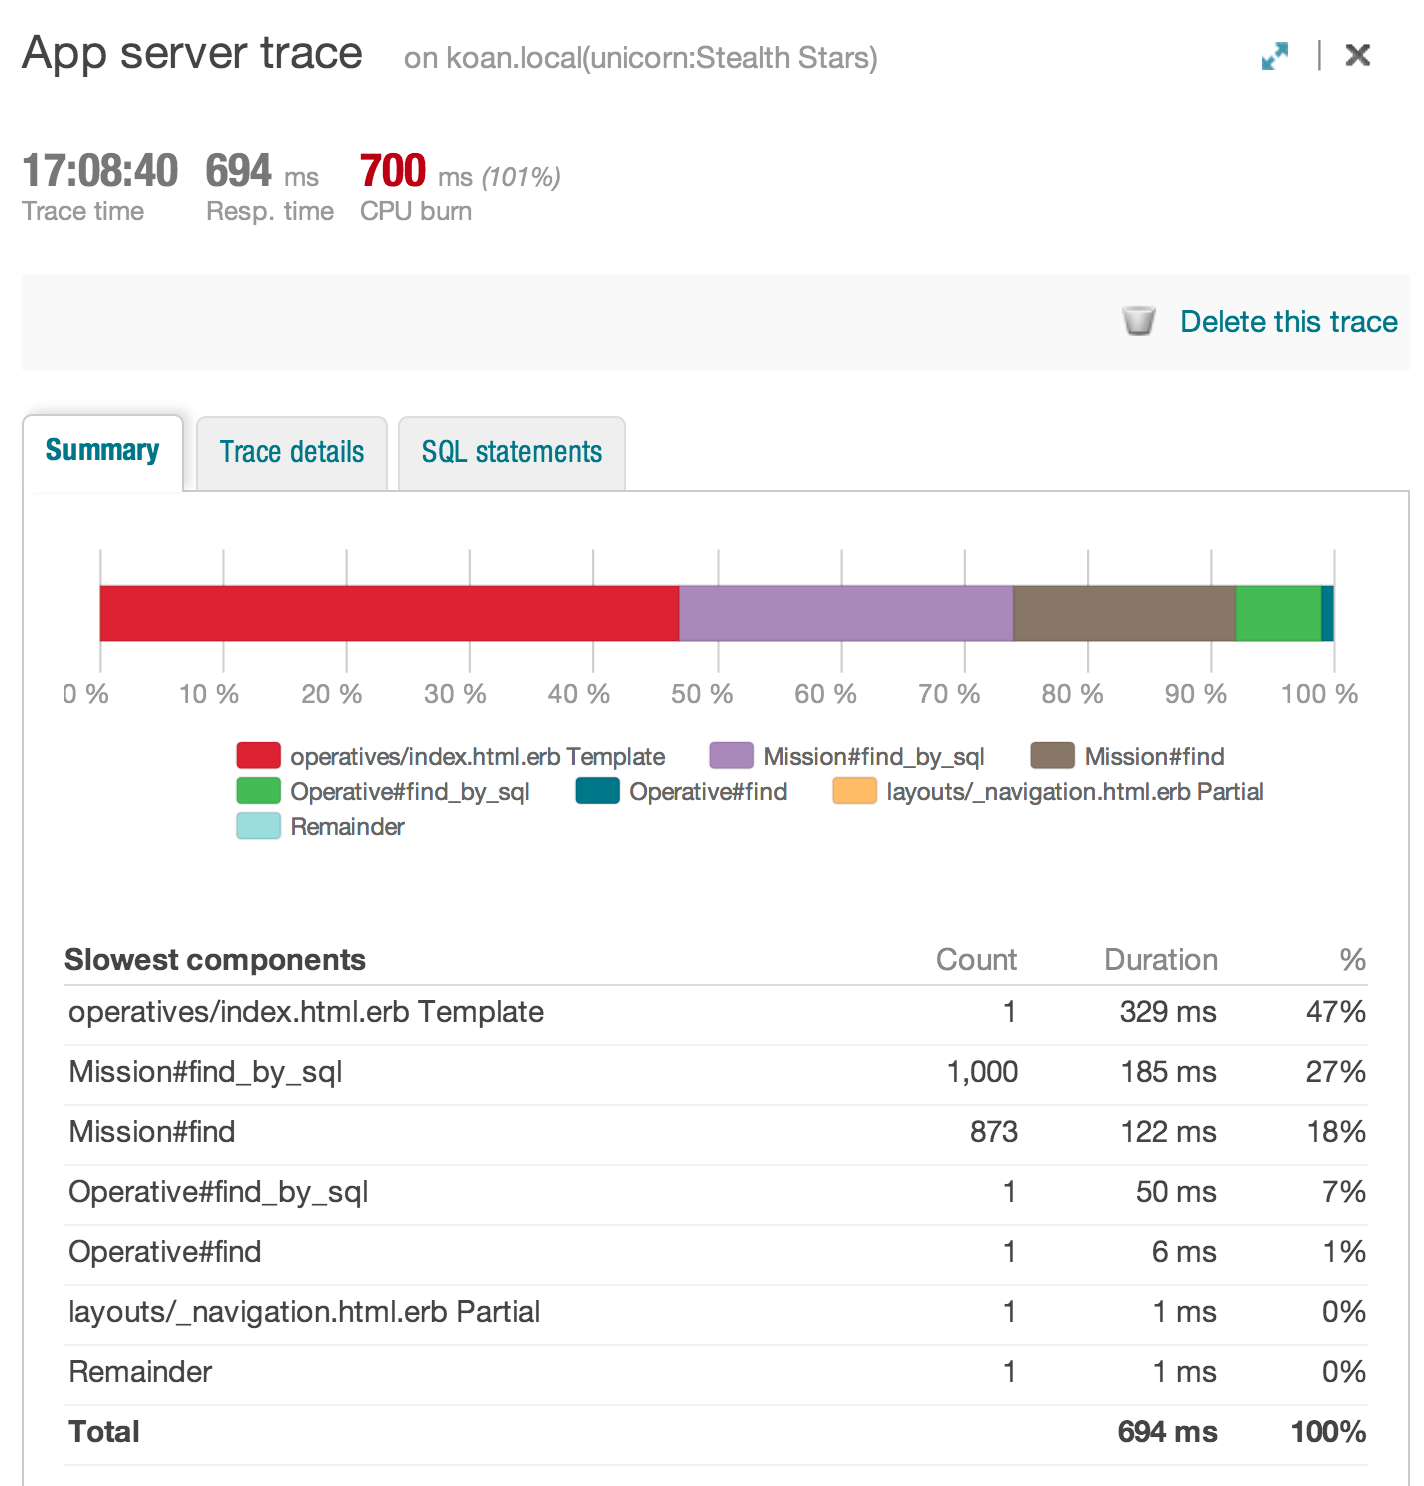 App server trace on koan.local(unicorn:Stealth Stars)
17:08:40 694 ms 700 ms (101%)
Trace time Resp. time CPU burn
Delete this trace
Summary Trace details SQL statements
0 % 10 % 20 % 30 % 40 % 50 % 60 % 70 % 80 % 90 % 100 %
operatives/index.html.erb Template Mission#find_by_sql Mission#find
Operative#find_by_sql Operative#find layouts/_navigation.html.erb Partial
Remainder
Slowest components Count Duration %
operatives/index.html.erb Template 1 329 ms 47%
Mission#find_by_sql 1,000 185 ms 27%
Mission#find 873 122 ms 18%
Operative#find_by_sql 1 50 ms 7%
Operative#find 1 6 ms 1%
layouts/_navigation.html.erb Partial 1 1 ms 0%
Remainder 1 1 ms 0%
Total 694 ms 100%